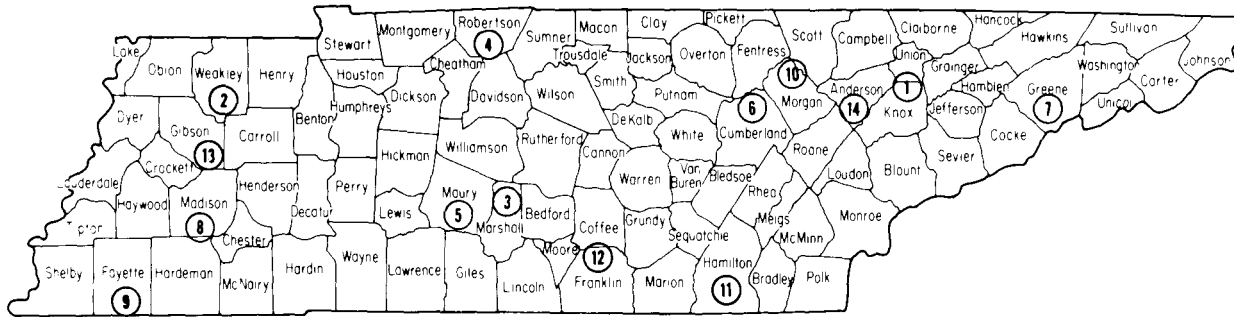 Lake
Obion
Weakley
2
Henry
Stewart
Montgomery
Robertson
4
Sumner
Macon
Trousdale
Clay
Pickett
Jackson
Overton
Fentress
Scott
10
Campbell
Claiborne
Union
1
Hancock
Hawkins
Grainger
Hamblen
Sullivan
Washington
Johnson
Carter
Unicoi
Greene
7
Dyer
Gibson
13
Crockett
Carroll
Benton
Houston
Humphreys
Dickson
Cheatham
Davidson
Wilson
Smith
Putnam
DeKalb
White
6
Cumberland
Morgan
Anderson
14
Knox
Jefferson
Cocke
Sevier
Blount
Loudon
Roane
Lauderdale
Haywood
Madison
8
Henderson
Chester
Decatur
Perry
Hickman
Lewis
Williamson
Maury
5
3
Marshall
Rutherford
Bedford
Cannon
Coffee
12
Warren
Van
Buren
Bledsoe
Rhea
Meigs
McMinn
Monroe
Grundy
Sequatchie
Tipton
Shelby
Fayette
9
Hardeman
McNairy
Hardin
Wayne
Lawrence
Giles
Lincoln
Moore
Franklin
Marion
Hamilton
11
Bradley
Polk